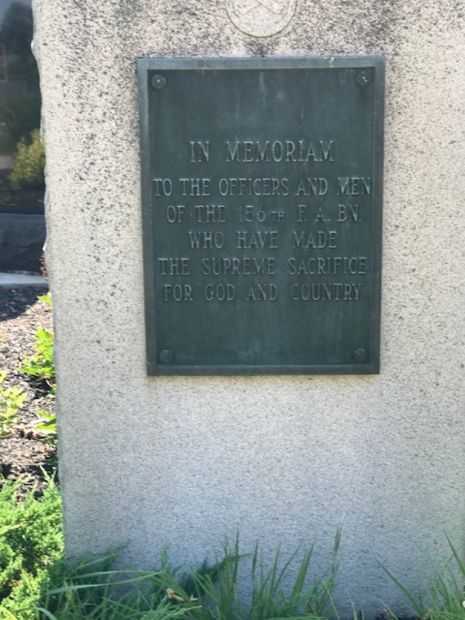 IN MEMORIAM
TO THE OFFICERS AND MEN
OF THE 156TH F. A. BN.
WHO HAVE MADE
THE SUPREME SACRIFICE
FOR GOD AND COUNTRY